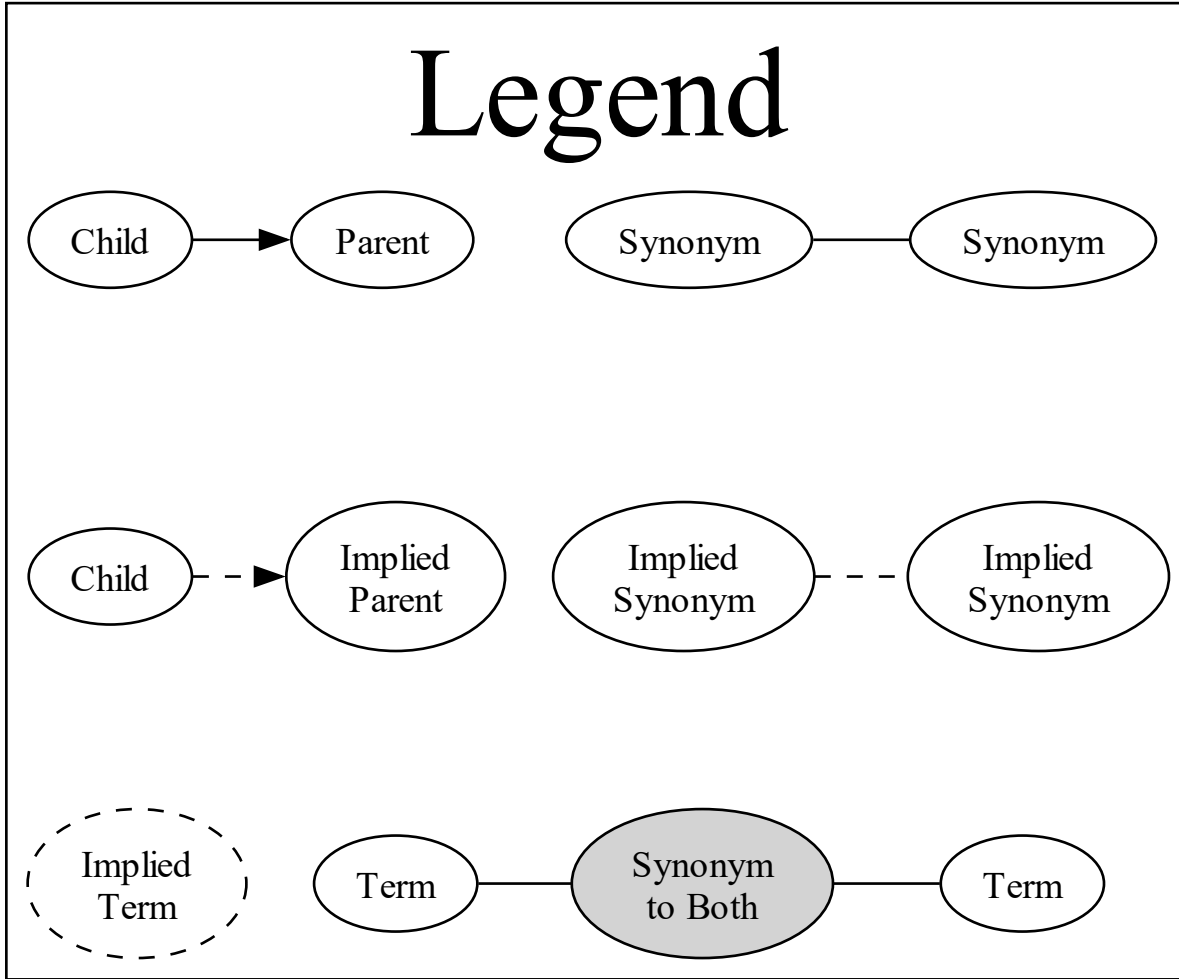 Legend
Child
Parent
Synonym
Synonym
Child
Implied
Parent
Implied
Synonym
Implied
Synonym
Implied
Term
Term
Synonym
to Both
Term